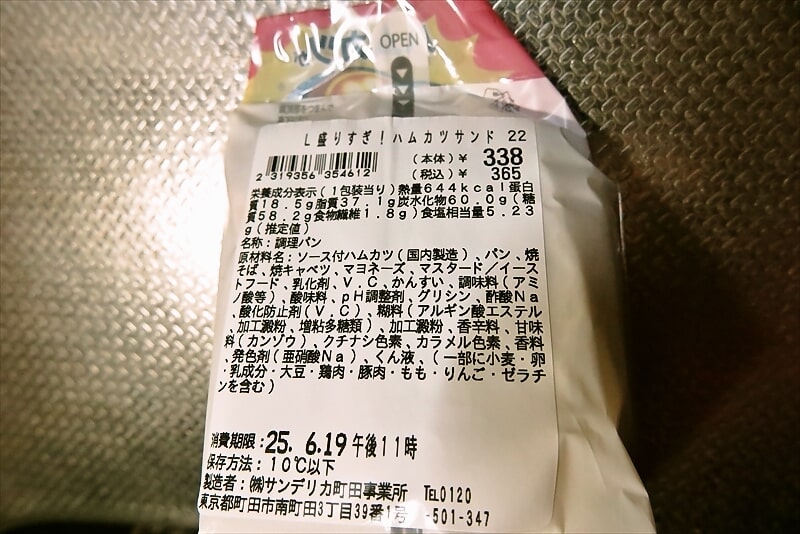 OPEN
L盛りすぎ!ハムカツサンド 22
(本体)¥ 338
(税込)¥ 365
2 319356 354612
栄養成分表示(1包装当り)熱量644kcal蛋白
質18.5g脂質37.1g炭水化物60.0g(糖
質58.2g食物繊維1.8g)食塩相当量5.23
g(推定値)
名称:調理パン
原材料名:ソース付ハムカツ(国内製造)、パン、焼
そば、焼キャベツ、マヨネーズ、マスタード/イース
トフード、乳化剤、V.C、かんすい、調味料(アミ
ノ酸等)、酸味料、pH調整剤、グリシン、酢酸Na
、酸化防止剤(V.C)、糊料(アルギン酸エステル
、加工澱粉、増粘多糖類)、加工澱粉、香辛料、甘味
料(カンゾウ)、クチナシ色素、カラメル色素、香料
、発色剤(亜硝酸Na)、くん液、(一部に小麦・卵
・乳成分・大豆・鶏肉・豚肉・もも・りんご・ゼラチ
ンを含む)
消費期限:25. 6.19午後11時
保存方法:10℃以下
製造者:㈱サンデリカ町田事業所 TEL0120
東京都町田市南町田3丁目39番1号 -501-347